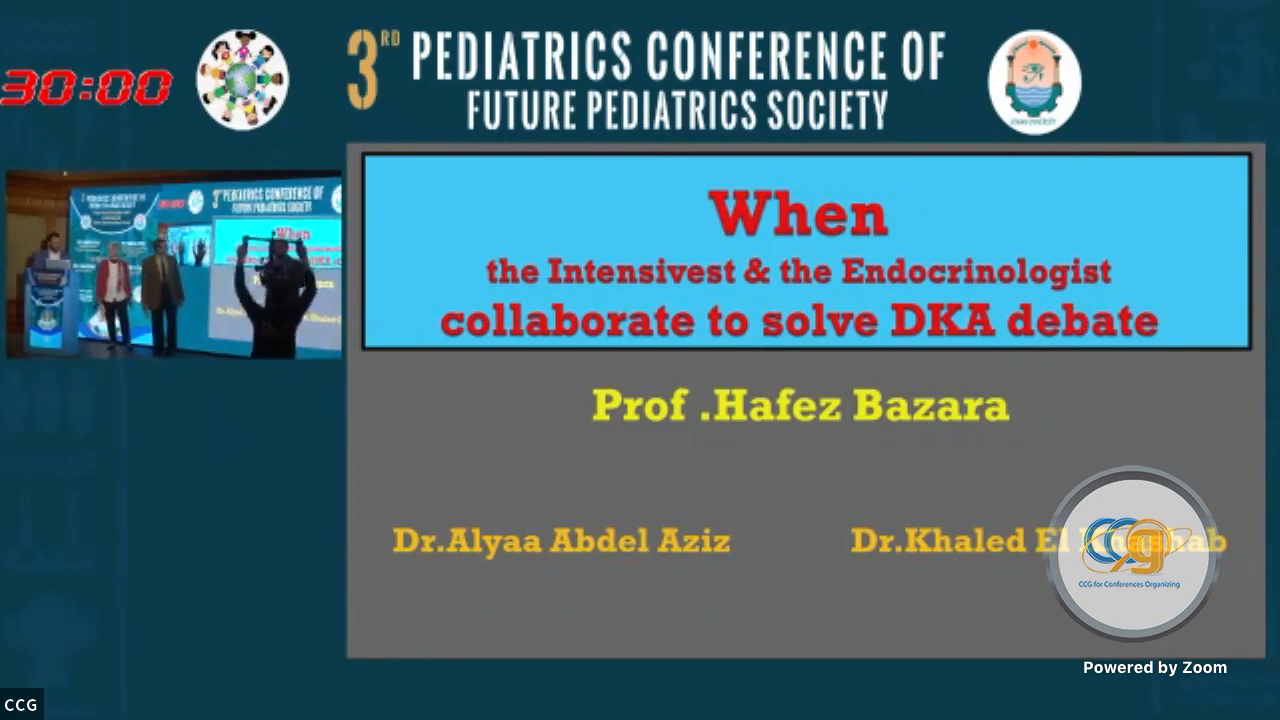 30:00
3RD PEDIATRICS CONFERENCE OF
FUTURE PEDIATRICS SOCIETY
When
the Intensivest & the Endocrinologist
collaborate to solve DKA debate
Prof .Hafez Bazara
Dr.Alyaa Abdel Aziz
Dr.Khaled El
CCG for Conferences Organizing
Powered by Zoom
CCG